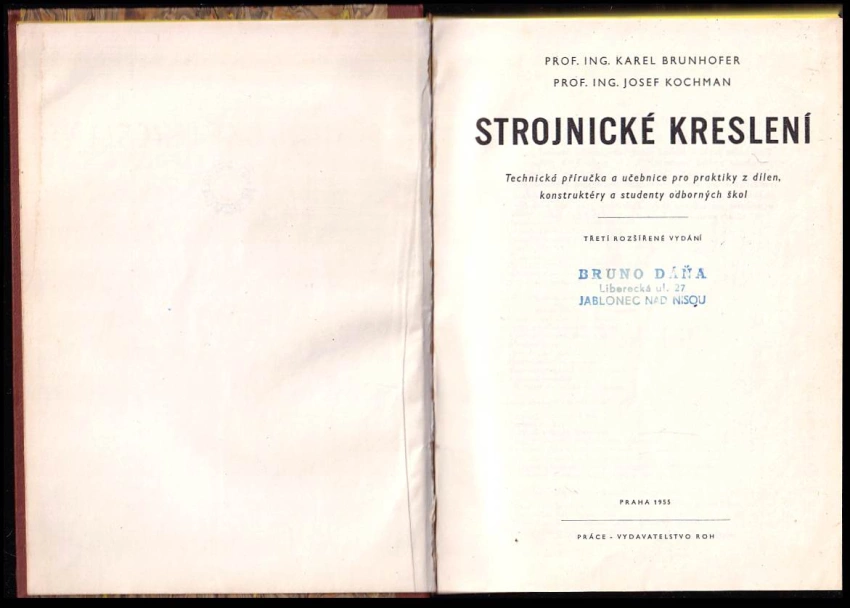 PROF. ING. KAREL BRUNHOFER
PROF. ING. JOSEF KOCHMAN
STROJNICKÉ KRESLENÍ
Technická příručka a učebnice pro praktiky z dílen,
konstruktéry a studenty odborných škol
TŘETÍ ROZŠÍŘENÉ VYDÁNÍ
BRUNO DÁŇA
Liberecká ul. 27
JABLONEC NAD NISOU
PRAHA 1955
PRÁCE - VYDAVATELSTVO ROH